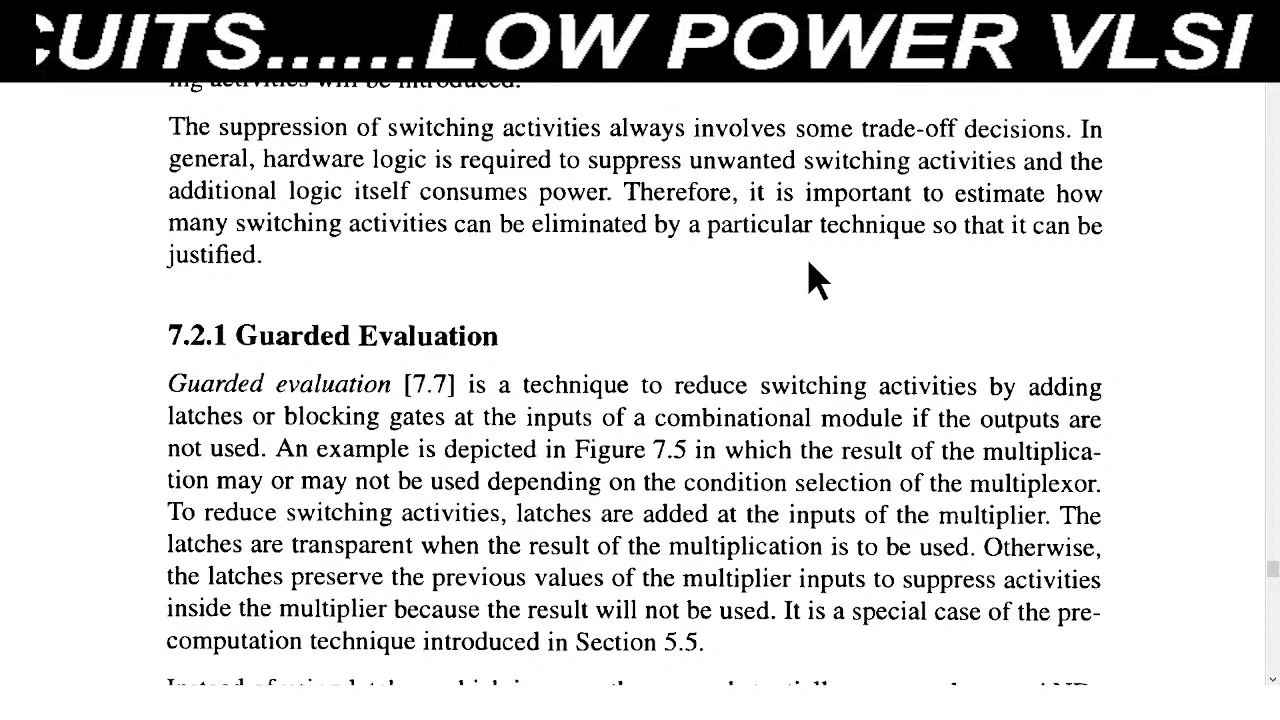 CUITS......LOW POWER VLSI
ing activities will be introduced.
The suppression of switching activities always involves some trade-off decisions. In
general, hardware logic is required to suppress unwanted switching activities and the
additional logic itself consumes power. Therefore, it is important to estimate how
many switching activities can be eliminated by a particular technique so that it can be
justified.
7.2.1 Guarded Evaluation
Guarded evaluation [7.7] is a technique to reduce switching activities by adding
latches or blocking gates at the inputs of a combinational module if the outputs are
not used. An example is depicted in Figure 7.5 in which the result of the multiplica-
tion may or may not be used depending on the condition selection of the multiplexor.
To reduce switching activities, latches are added at the inputs of the multiplier. The
latches are transparent when the result of the multiplication is to be used. Otherwise,
the latches preserve the previous values of the multiplier inputs to suppress activities
inside the multiplier because the result will not be used. It is a special case of the pre-
computation technique introduced in Section 5.5.